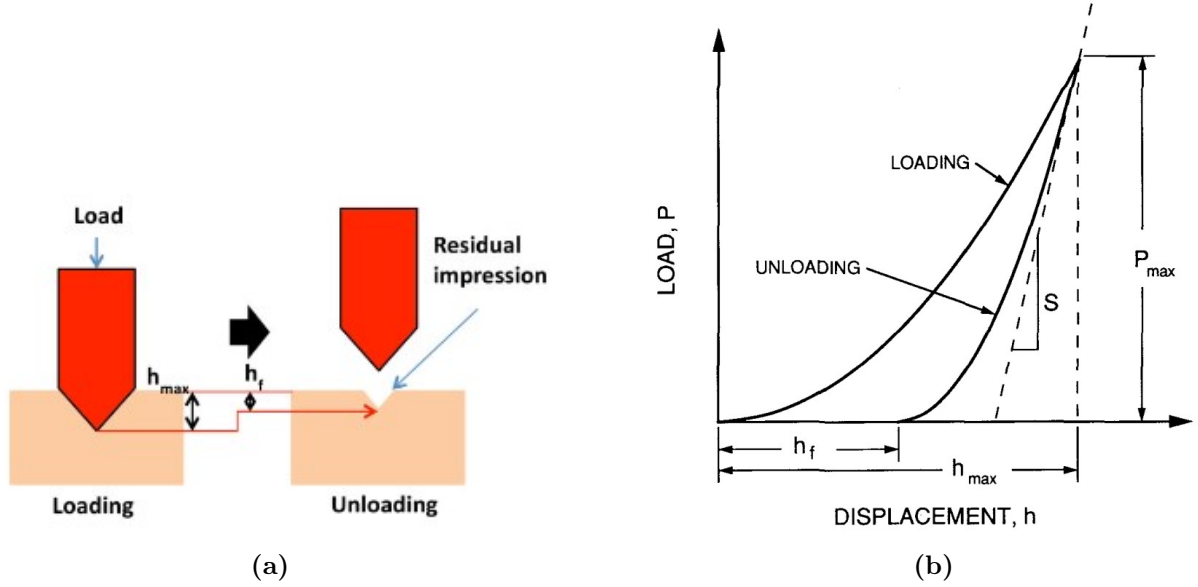 Load
Residual
impression
h_max
h_f
Loading
Unloading
(a)
LOAD, P
LOADING
UNLOADING
S
P_max
h_f
h_max
DISPLACEMENT, h
(b)